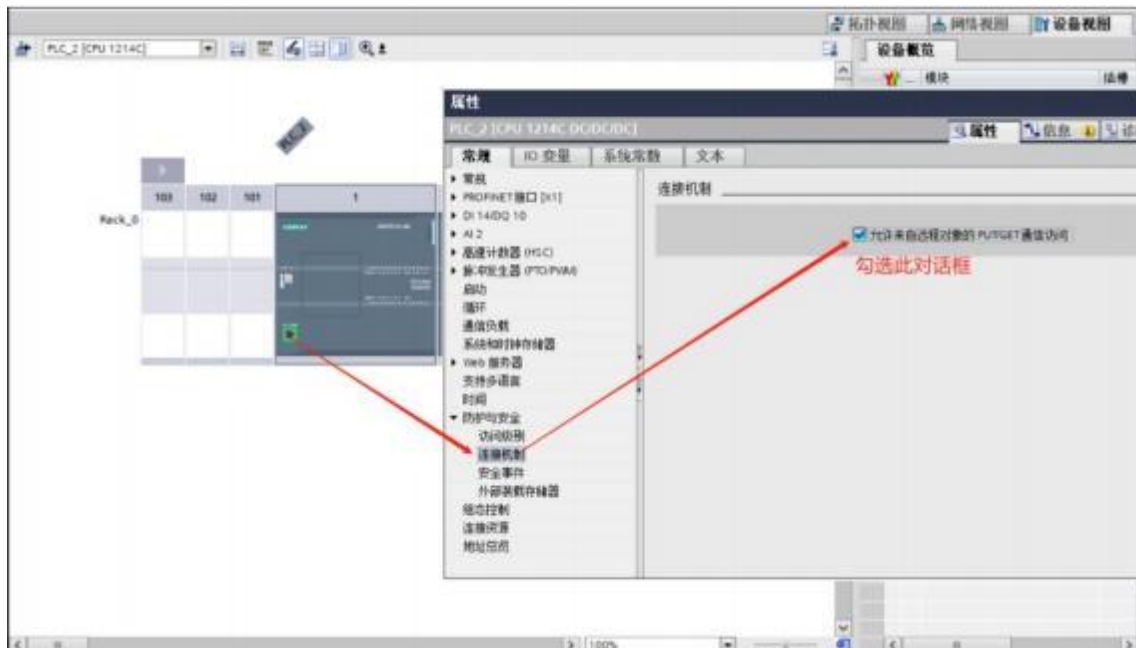 拓扑视图 网络视图 设备视图
PLC_2 [CPU 1214C]
设备概览
模块 插槽
属性
PLC_2 [CPU 1214C DC/DC/DC]
属性 信息 诊
常规 IO 变量 系统常数 文本
PLC_2
103 102 101 1
Rack_0
常规
PROFINET接口 [X1]
DI 14/DQ 10
AI 2
高速计数器 (HSC)
脉冲发生器 (PTO/PWM)
启动
循环
通信负载
系统和时钟存储器
Web 服务器
支持多语言
时间
防护与安全
访问级别
连接机制
安全事件
外部装载存储器
组态控制
连接资源
地址总览
连接机制
允许来自远程对象的 PUT/GET 通信访问
勾选此对话框
100%